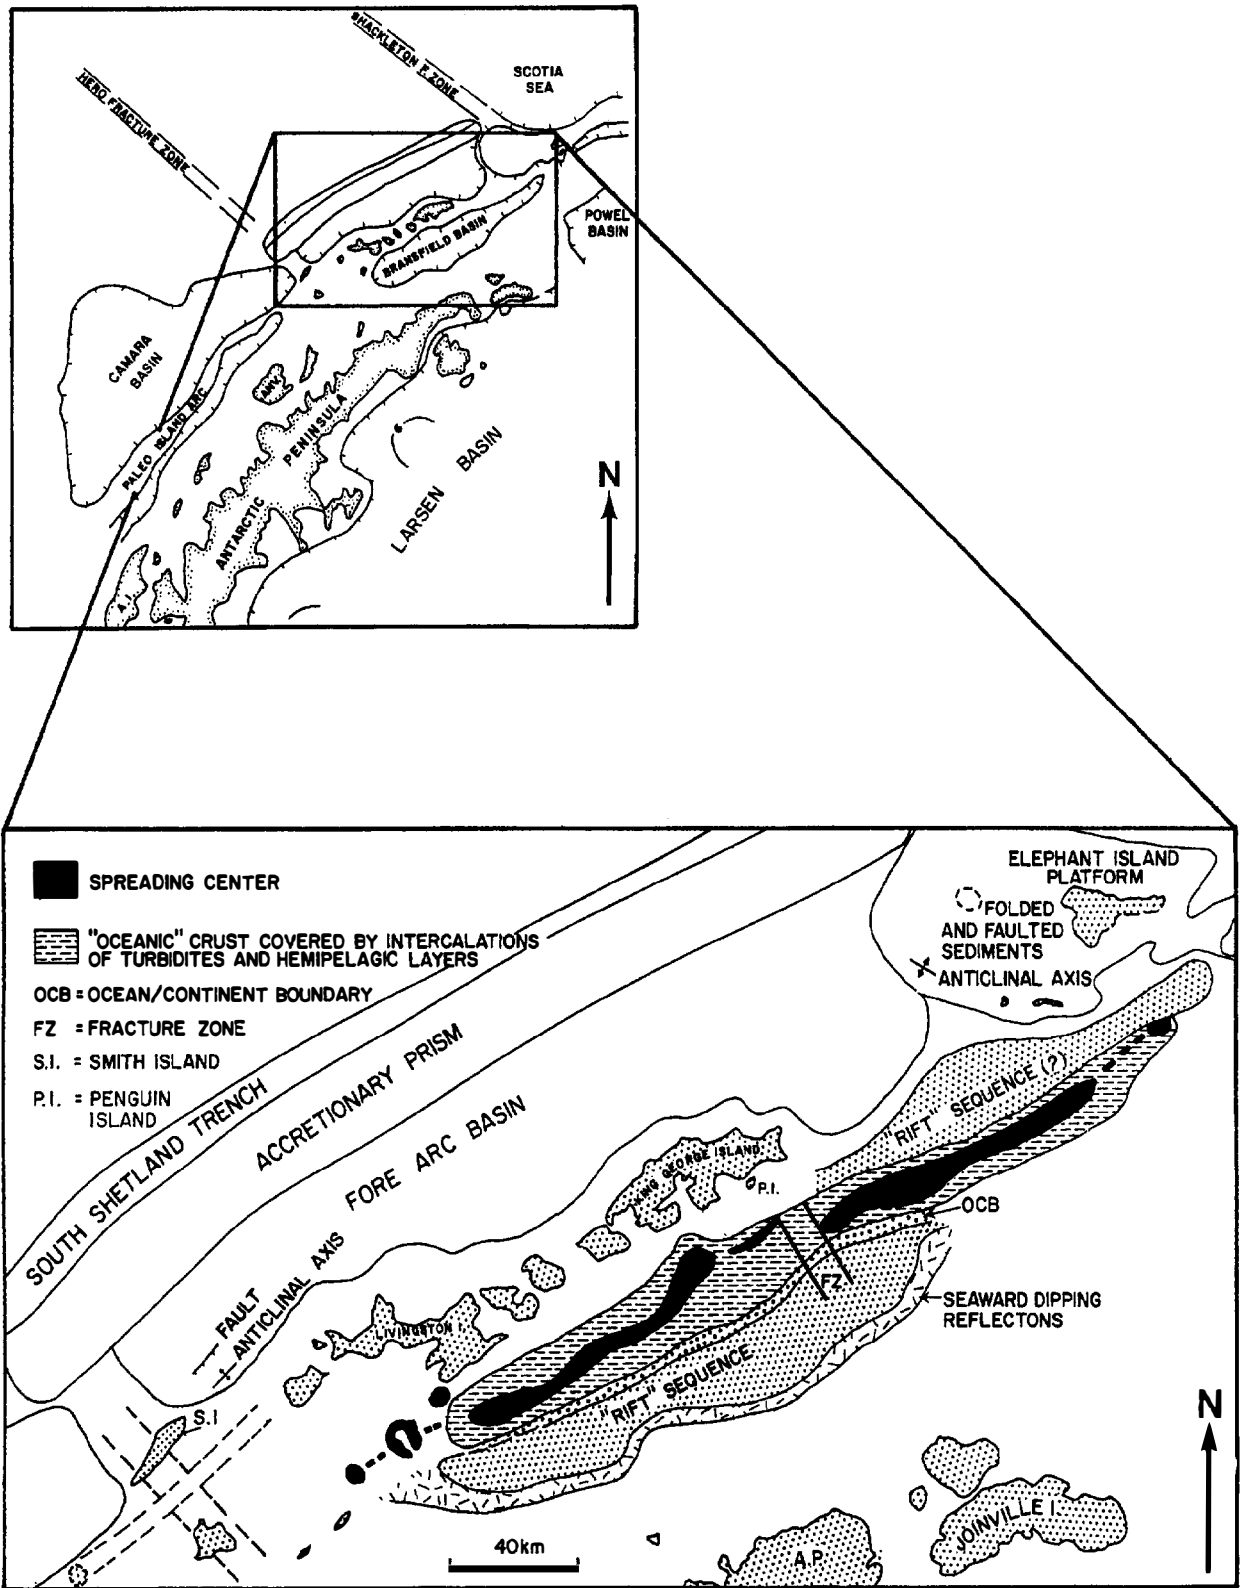 SHACKLETON F. ZONE
SCOTIA
SEA
HERO FRACTURE ZONE
POWEL
BASIN
BRANSFIELD BASIN
CAMARA
BASIN
PALEO ISLAND ARC
ANV.
ANTARCTIC
PENINSULA
LARSEN
BASIN
A.I.
N
SPREADING CENTER
"OCEANIC" CRUST COVERED BY INTERCALATIONS
OF TURBIDITES AND HEMIPELAGIC LAYERS
OCB = OCEAN/CONTINENT BOUNDARY
FZ = FRACTURE ZONE
S.I. = SMITH ISLAND
P.I. = PENGUIN
ISLAND
ELEPHANT ISLAND
PLATFORM
FOLDED
AND FAULTED
SEDIMENTS
ANTICLINAL AXIS
SOUTH SHETLAND TRENCH
ACCRETIONARY PRISM
FORE ARC BASIN
"RIFT" SEQUENCE (?)
KING GEORGE ISLAND
P.I.
OCB
FZ
FAULT
ANTICLINAL AXIS
SEAWARD DIPPING
REFLECTONS
LIVINGSTON I.
"RIFT" SEQUENCE
S.I
N
JOINVILLE I.
A.P.
40km